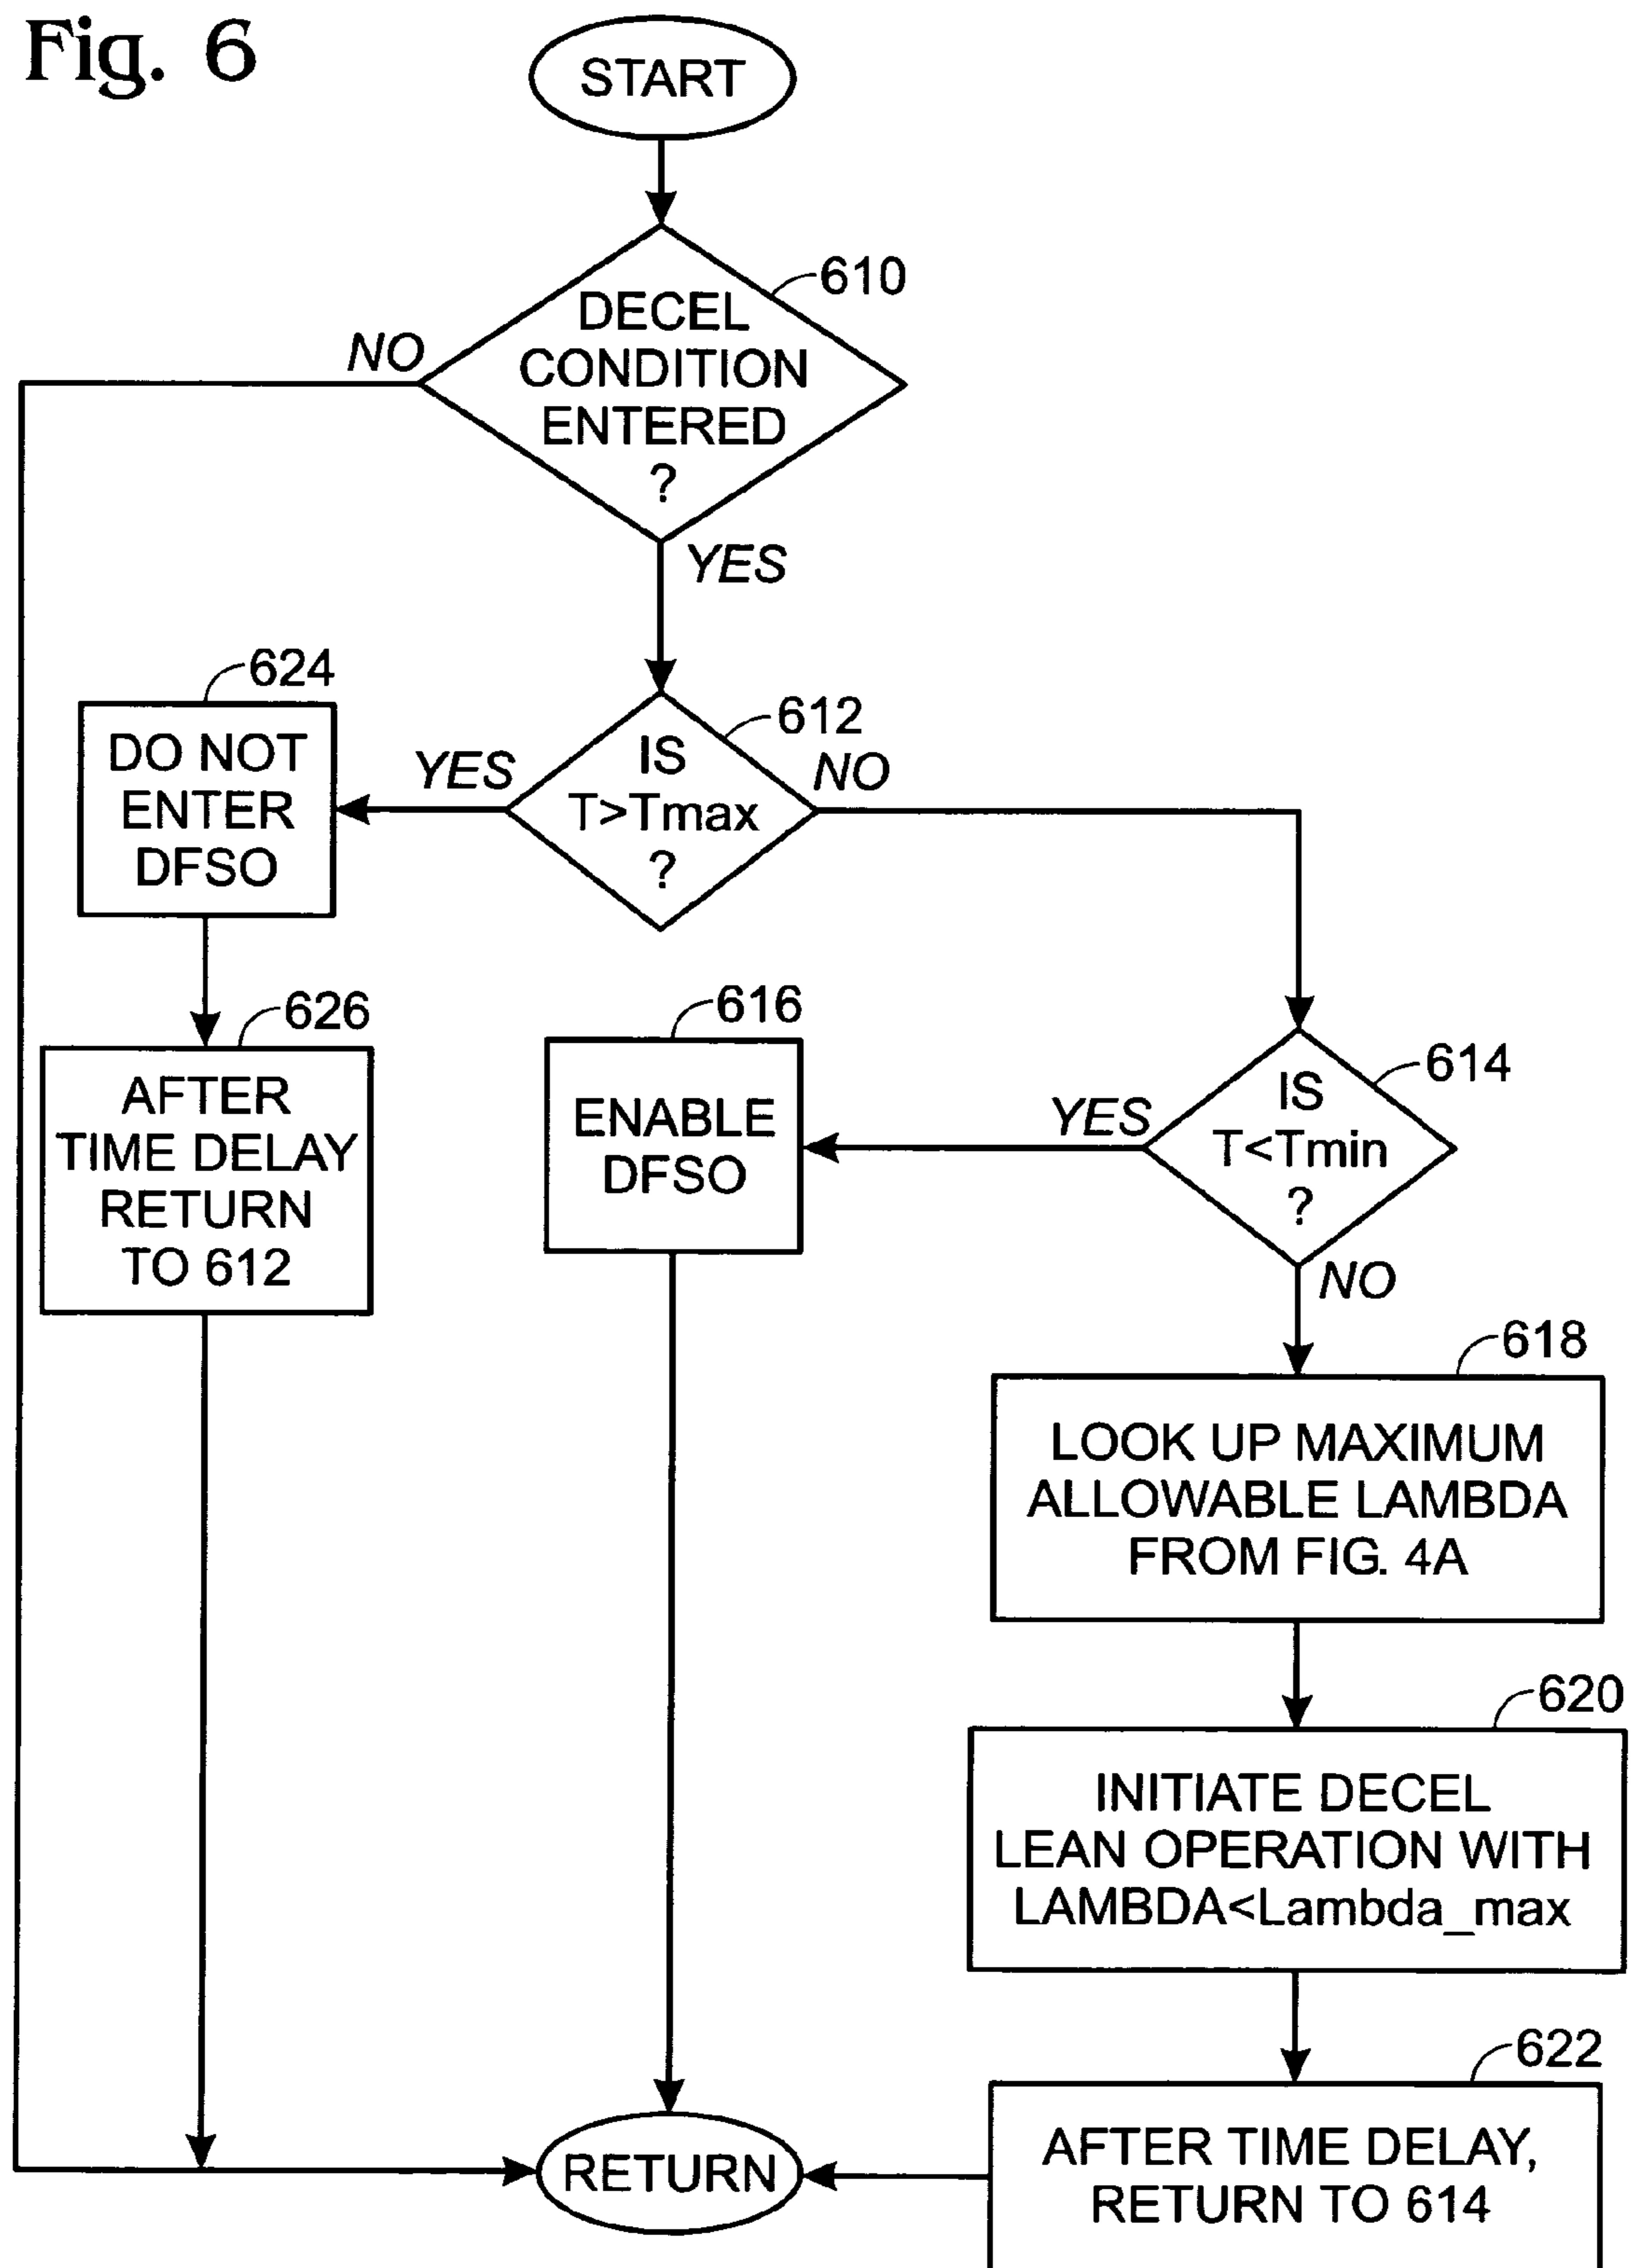 Fig. 6
START
610
DECEL
CONDITION
ENTERED
?
NO
YES
624
DO NOT
ENTER
DFSO
YES
612
IS
T>Tmax
?
NO
626
AFTER
TIME DELAY
RETURN
TO 612
616
ENABLE
DFSO
YES
614
IS
T<Tmin
?
NO
618
LOOK UP MAXIMUM
ALLOWABLE LAMBDA
FROM FIG. 4A
620
INITIATE DECEL
LEAN OPERATION WITH
LAMBDA<Lambda_max
622
AFTER TIME DELAY,
RETURN TO 614
RETURN